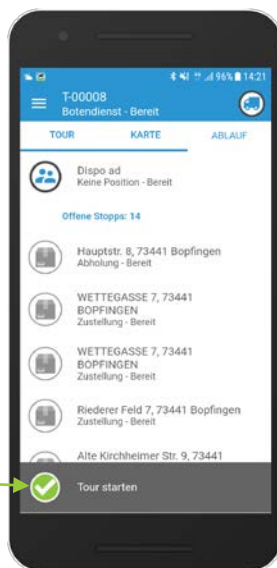 96% 14:21
T-00008
Botendienst - Bereit
TOUR KARTE ABLAUF
Dispo ad
Keine Position - Bereit
Offene Stopps: 14
Hauptstr. 8, 73441 Bopfingen
Abholung - Bereit
WETTEGASSE 7, 73441
BOPFINGEN
Zustellung - Bereit
WETTEGASSE 7, 73441
BOPFINGEN
Zustellung - Bereit
Riederer Feld 7, 73441 Bopfingen
Zustellung - Bereit
Alte Kirchheimer Str. 9, 73441
Tour starten